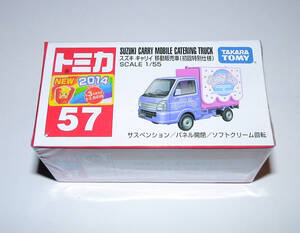 トミカ
SUZUKI CARRY MOBILE CATERING TRUCK
スズキ キャリイ 移動販売車(初回特別仕様)
SCALE 1/55
TAKARA
TOMY
NEW
2014
57
サスペンション/パネル開閉/ソフトクリーム回転